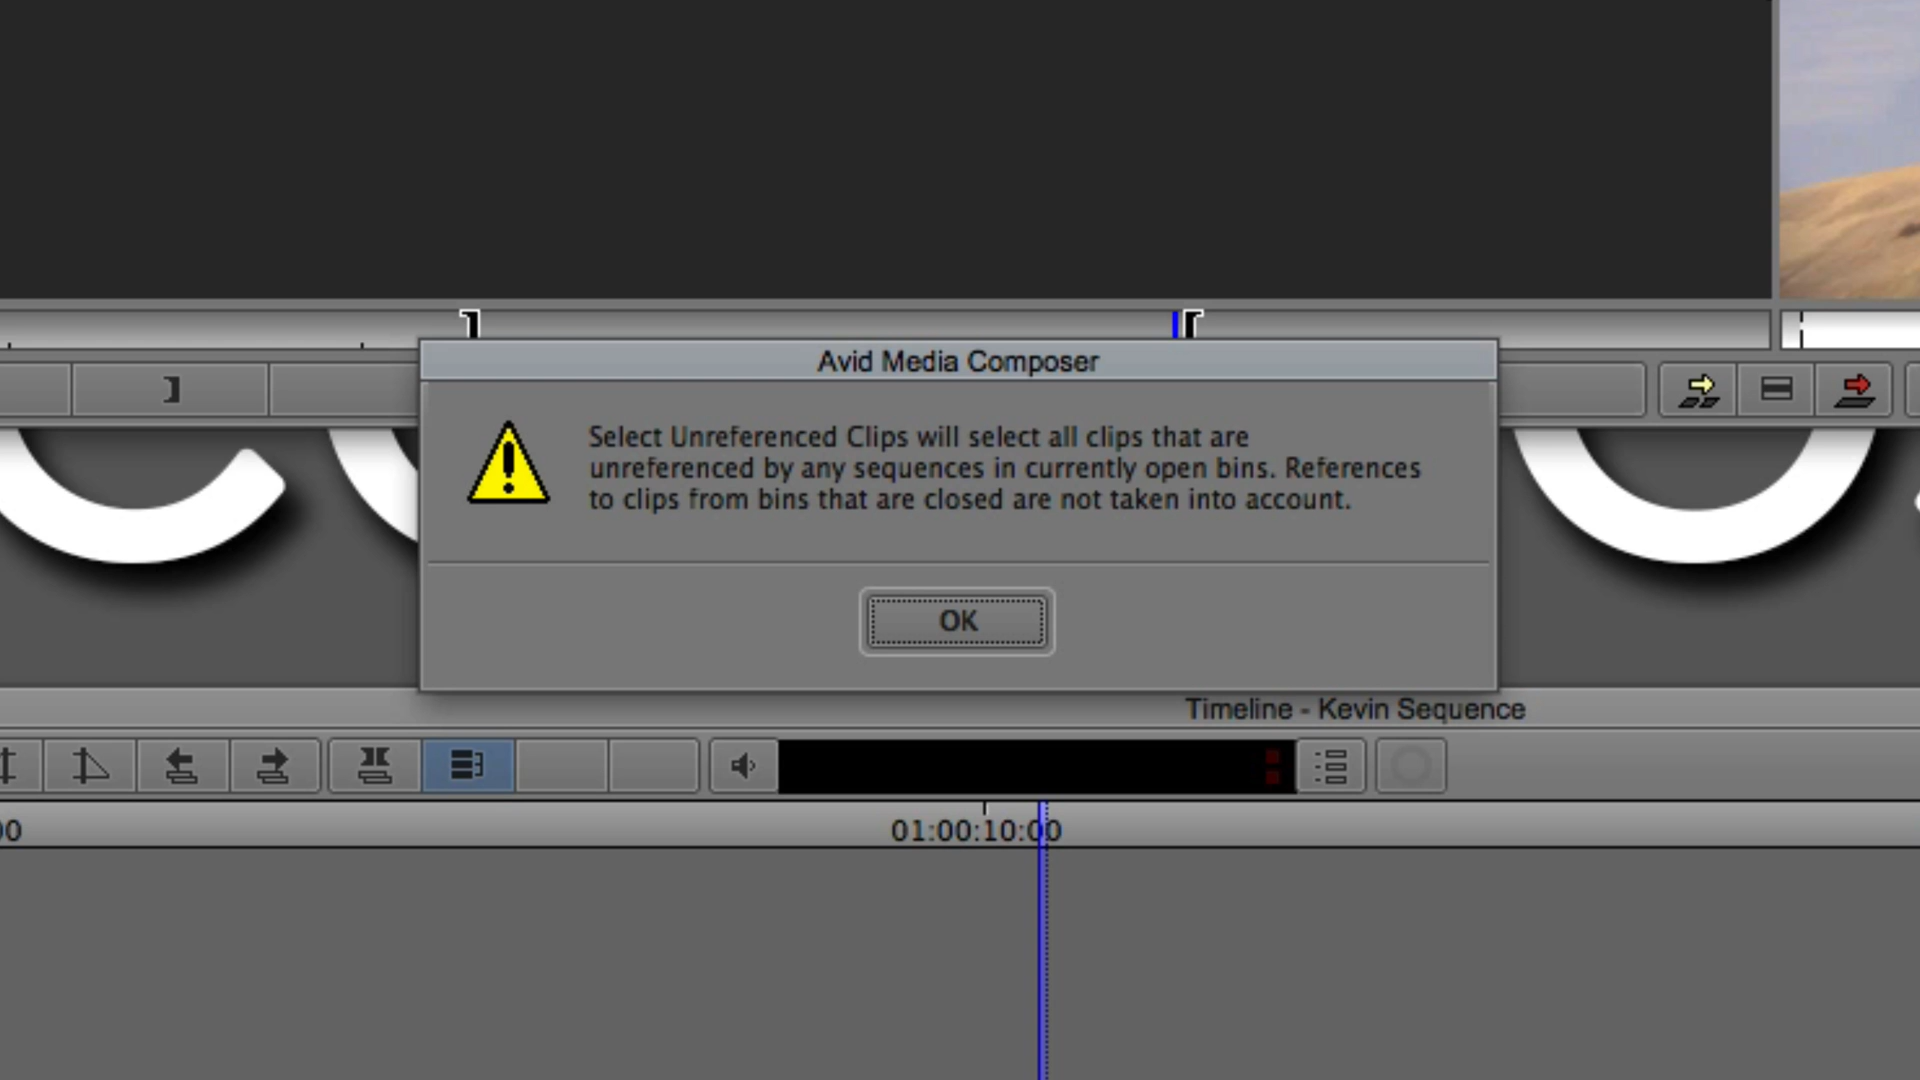 Avid Media Composer
Select Unreferenced Clips will select all clips that are
unreferenced by any sequences in currently open bins. References
to clips from bins that are closed are not taken into account.
OK
Timeline - Kevin Sequence
00 01:00:10:00